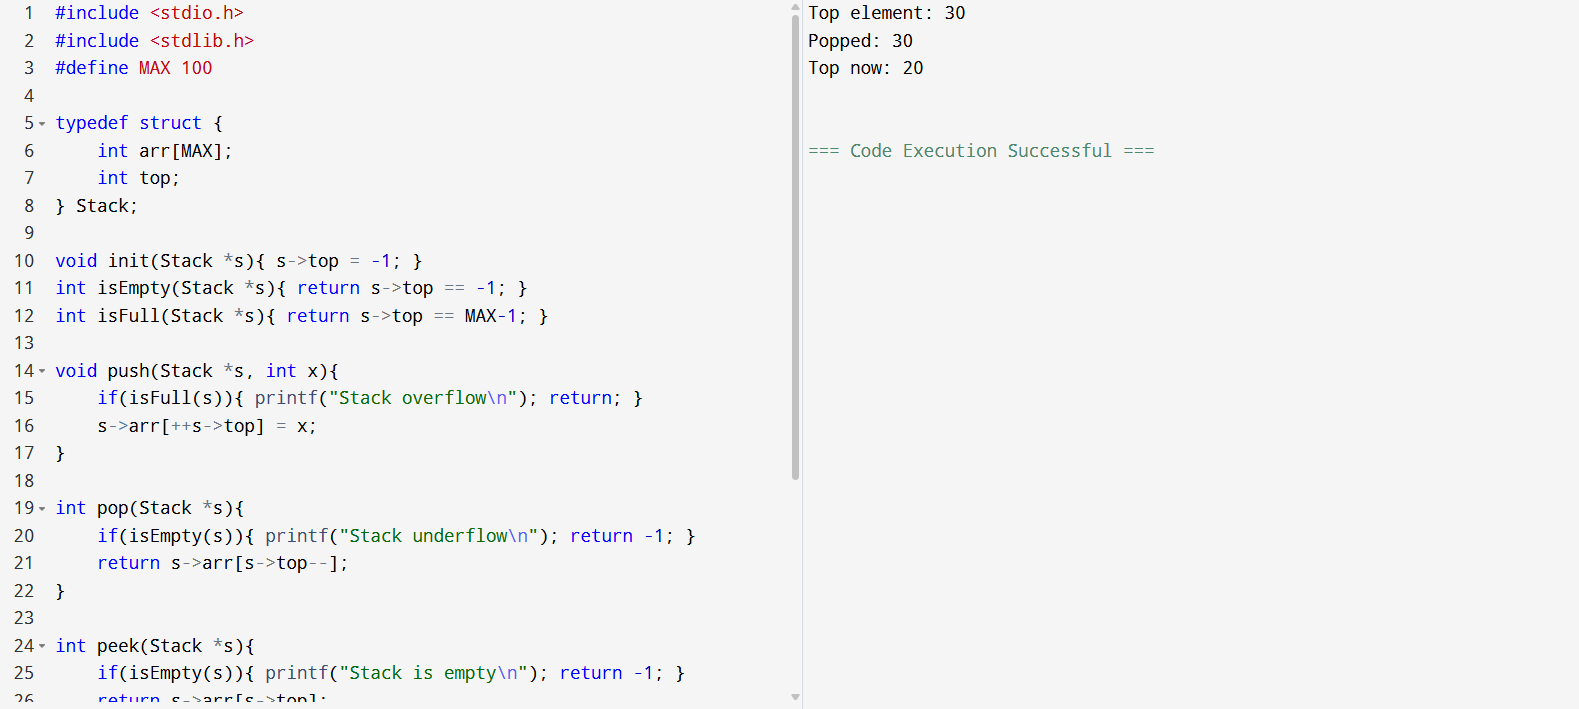 1 #include <stdio.h>
2 #include <stdlib.h>
3 #define MAX 100
4
5 typedef struct {
6     int arr[MAX];
7     int top;
8 } Stack;
9
10 void init(Stack *s){ s->top = -1; }
11 int isEmpty(Stack *s){ return s->top == -1; }
12 int isFull(Stack *s){ return s->top == MAX-1; }
13
14 void push(Stack *s, int x){
15     if(isFull(s)){ printf("Stack overflow\n"); return; }
16     s->arr[++s->top] = x;
17 }
18
19 int pop(Stack *s){
20     if(isEmpty(s)){ printf("Stack underflow\n"); return -1; }
21     return s->arr[s->top--];
22 }
23
24 int peek(Stack *s){
25     if(isEmpty(s)){ printf("Stack is empty\n"); return -1; }
26     return s->arr[s->top];
Top element: 30
Popped: 30
Top now: 20
=== Code Execution Successful ===